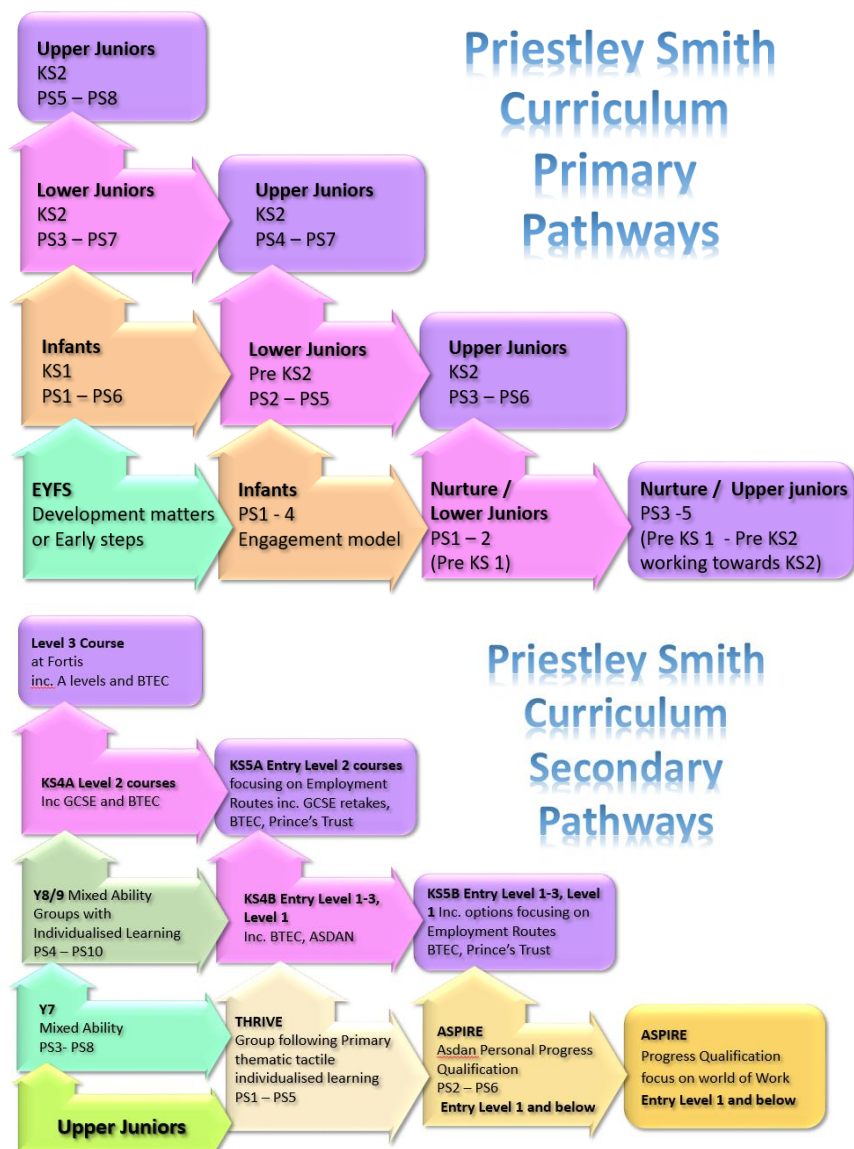 Priestley Smith
Curriculum
Primary
Pathways
Upper Juniors
KS2
PS5 – PS8
Lower Juniors
KS2
PS3 – PS7
Upper Juniors
KS2
PS4 – PS7
Infants
KS1
PS1 – PS6
Lower Juniors
Pre KS2
PS2 – PS5
Upper Juniors
KS2
PS3 – PS6
EYFS
Development matters
or Early steps
Infants
PS1 - 4
Engagement model
Nurture /
Lower Juniors
PS1 – 2
(Pre KS 1)
Nurture / Upper juniors
PS3 -5
(Pre KS 1 - Pre KS2
working towards KS2)
Priestley Smith
Curriculum
Secondary
Pathways
Level 3 Course
at Fortis
inc. A levels and BTEC
KS4A Level 2 courses
Inc GCSE and BTEC
KS5A Entry Level 2 courses
focusing on Employment
Routes inc. GCSE retakes,
BTEC, Prince's Trust
Y8/9 Mixed Ability
Groups with
Individualised Learning
PS4 – PS10
KS4B Entry Level 1-3,
Level 1
Inc. BTEC, ASDAN
KS5B Entry Level 1-3, Level
1 Inc. options focusing on
Employment Routes
BTEC, Prince's Trust
Y7
Mixed Ability
PS3- PS8
THRIVE
Group following Primary
thematic tactile
individualised learning
PS1 – PS5
ASPIRE
Asdan Personal Progress
Qualification
PS2 – PS6
Entry Level 1 and below
ASPIRE
Progress Qualification
focus on world of Work
Entry Level 1 and below
Upper Juniors